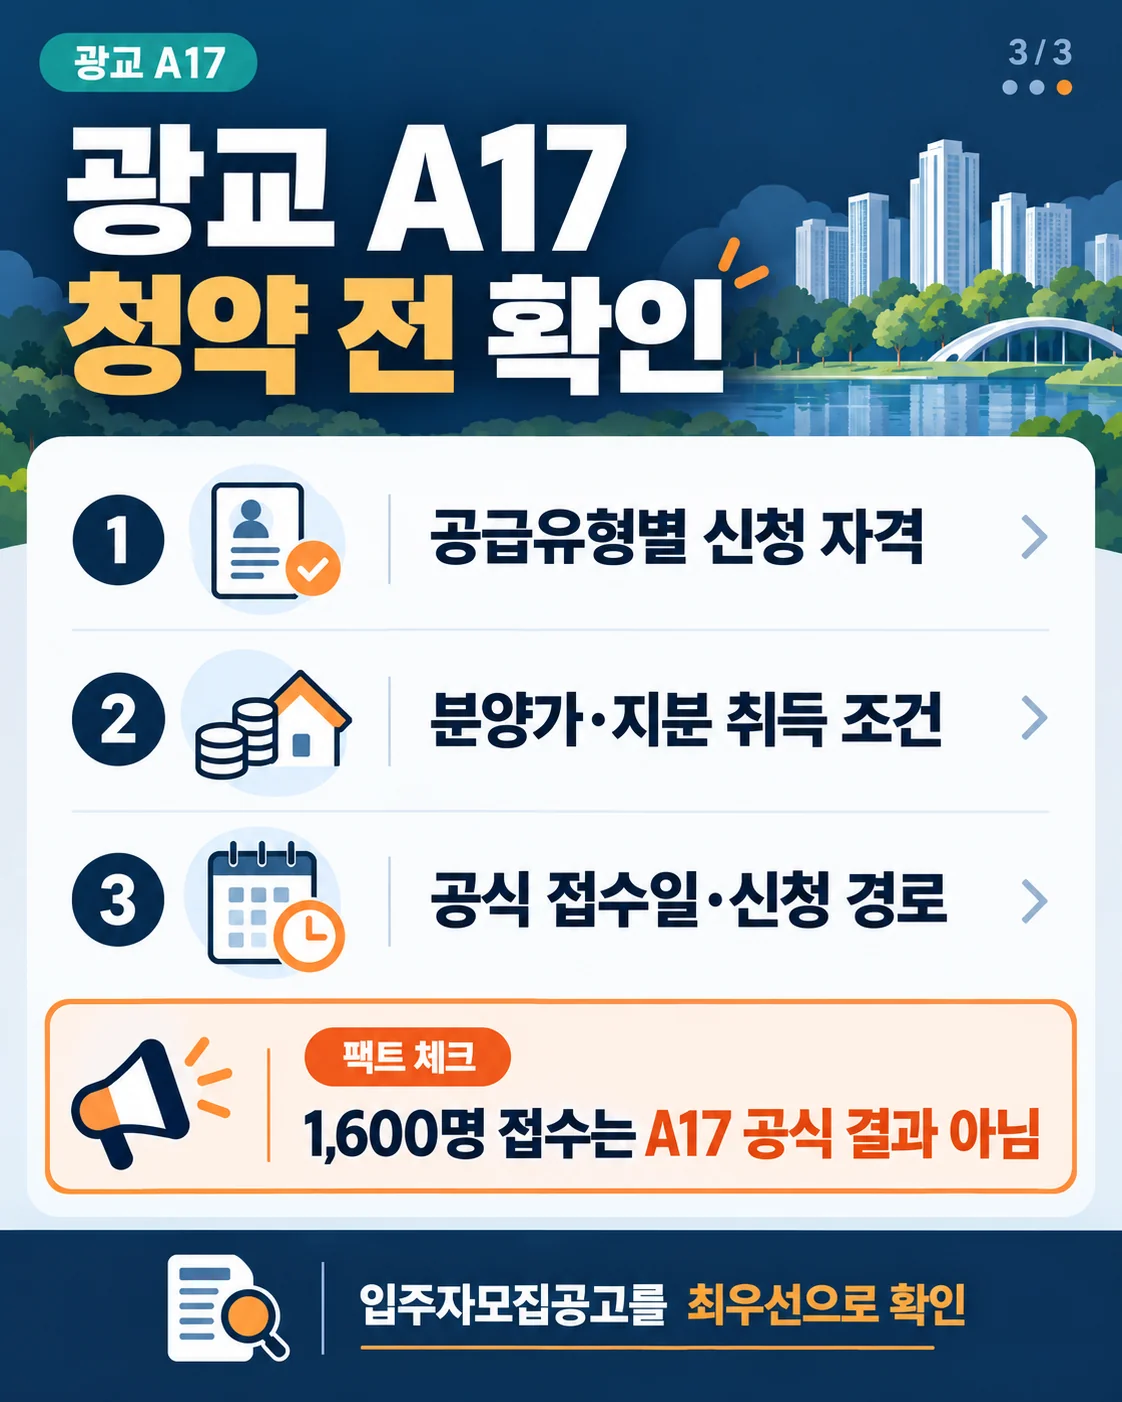 광교 A17
3/3
광교 A17
청약 전 확인
1
공급유형별 신청 자격
2
분양가·지분 취득 조건
3
공식 접수일·신청 경로
팩트 체크
1,600명 접수는 A17 공식 결과 아님
입주자모집공고를 최우선으로 확인